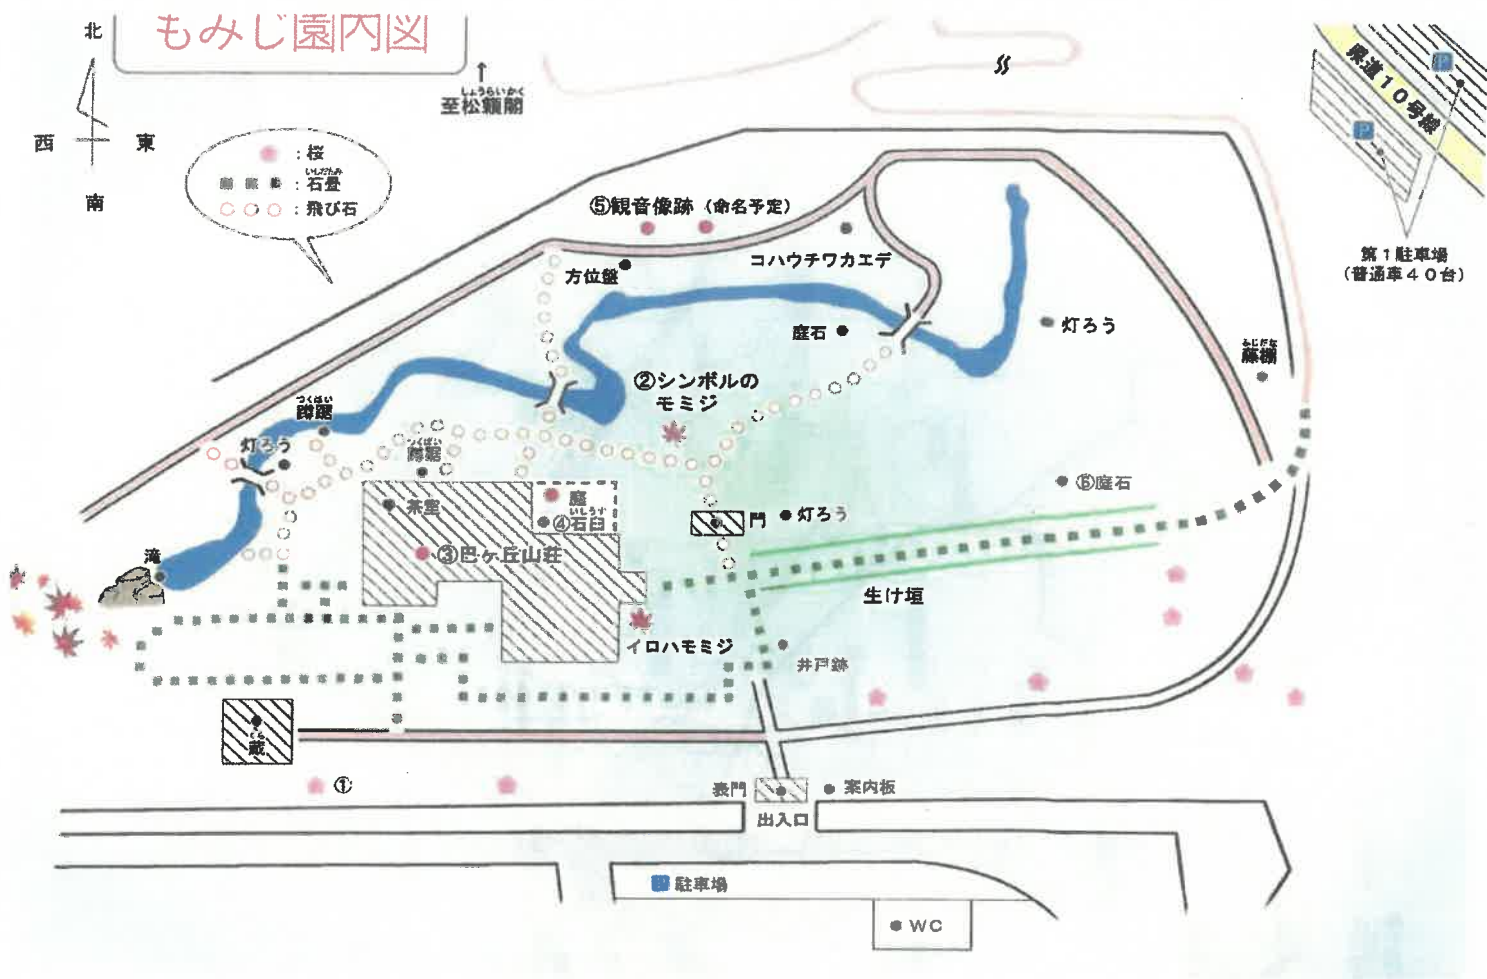 もみじ園内図
北
西
東
南
↑
しょうらいかく
至松籟閣
：桜
いしだたみ
：石畳
：飛び石
県道10号線
P
P
第1駐車場
（普通車40台）
⑤観音像跡（命名予定）
コハウチワカエデ
方位盤
庭石
灯ろう
ふじだな
藤棚
②シンボルの
モミジ
つくばい
蹲踞
灯ろう
つくばい
蹲踞
茶室
庭
いしうす
④石臼
③巴ヶ丘山荘
門
灯ろう
⑥庭石
滝
生け垣
イロハモミジ
井戸跡
くら
蔵
①
表門
案内板
出入口
P 駐車場
WC